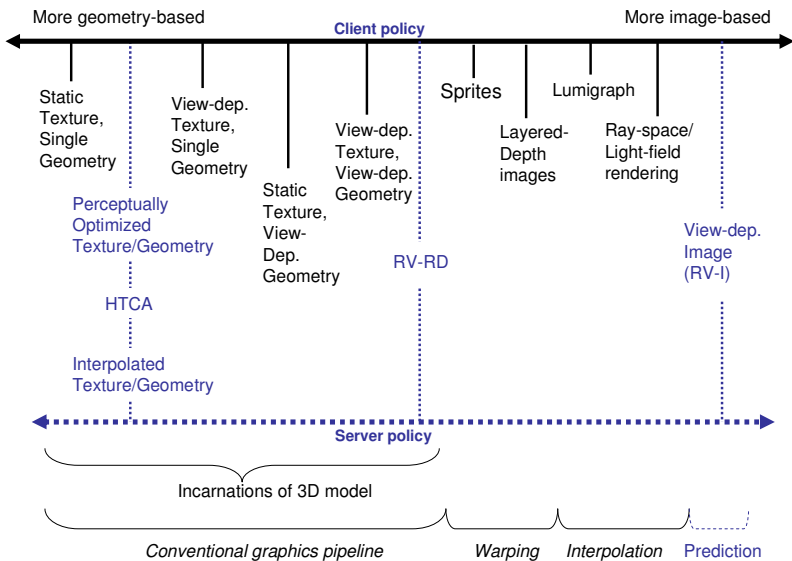 More geometry-based
More image-based
Client policy
Static
Texture,
Single
Geometry
View-dep.
Texture,
Single
Geometry
Static
Texture,
View-
Dep.
Geometry
View-dep.
Texture,
View-dep.
Geometry
Sprites
Layered-
Depth
images
Lumigraph
Ray-space/
Light-field
rendering
Perceptually
Optimized
Texture/Geometry
HTCA
Interpolated
Texture/Geometry
RV-RD
View-dep.
Image
(RV-I)
Server policy
Incarnations of 3D model
Conventional graphics pipeline
Warping
Interpolation
Prediction